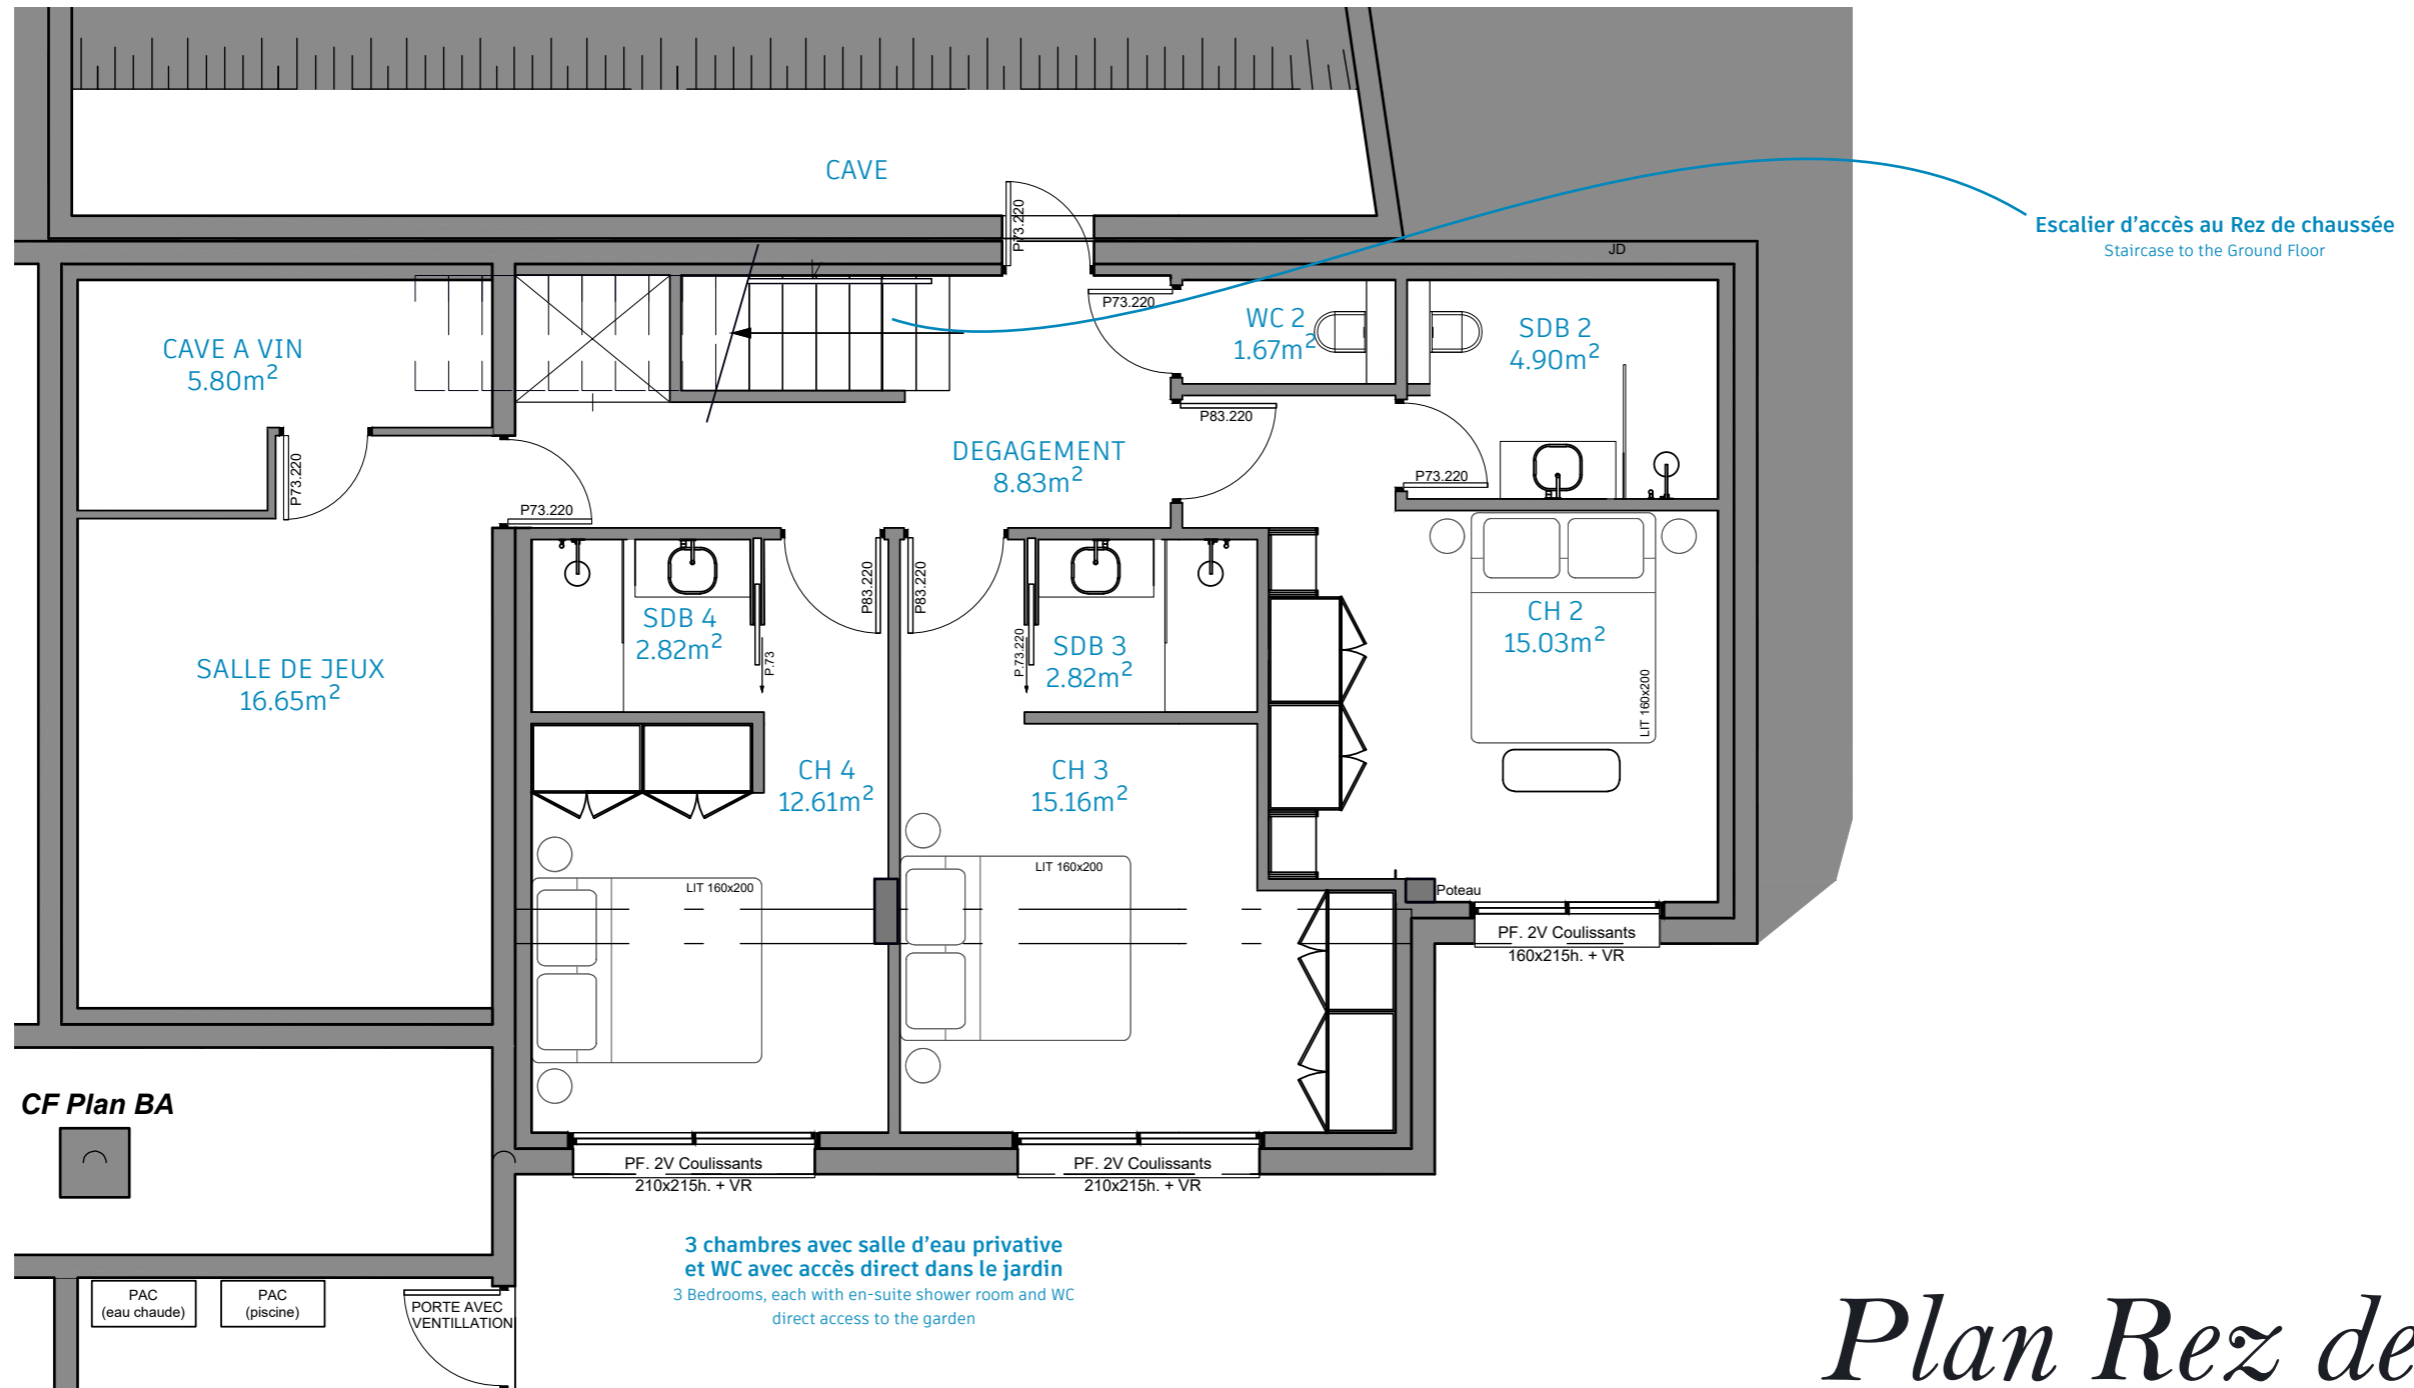 CAVE
P73.220
Escalier d'accès au Rez de chaussée
Staircase to the Ground Floor
JD
P73.220
WC 2
1.67m²
SDB 2
4.90m²
CAVE A VIN
5.80m²
P83.220
DEGAGEMENT
8.83m²
P73.220
P73.220
P73.220
P83.220
P83.220
SDB 4
2.82m²
P.73
P.73.220
SDB 3
2.82m²
CH 2
15.03m²
LIT 160x200
SALLE DE JEUX
16.65m²
CH 4
12.61m²
CH 3
15.16m²
LIT 160x200
LIT 160x200
Poteau
PF. 2V Coulissants
160x215h. + VR
CF Plan BA
PF. 2V Coulissants
210x215h. + VR
PF. 2V Coulissants
210x215h. + VR
3 chambres avec salle d'eau privative
et WC avec accès direct dans le jardin
3 Bedrooms, each with en-suite shower room and WC
direct access to the garden
PAC
(eau chaude)
PAC
(piscine)
PORTE AVEC
VENTILLATION
Plan Rez de